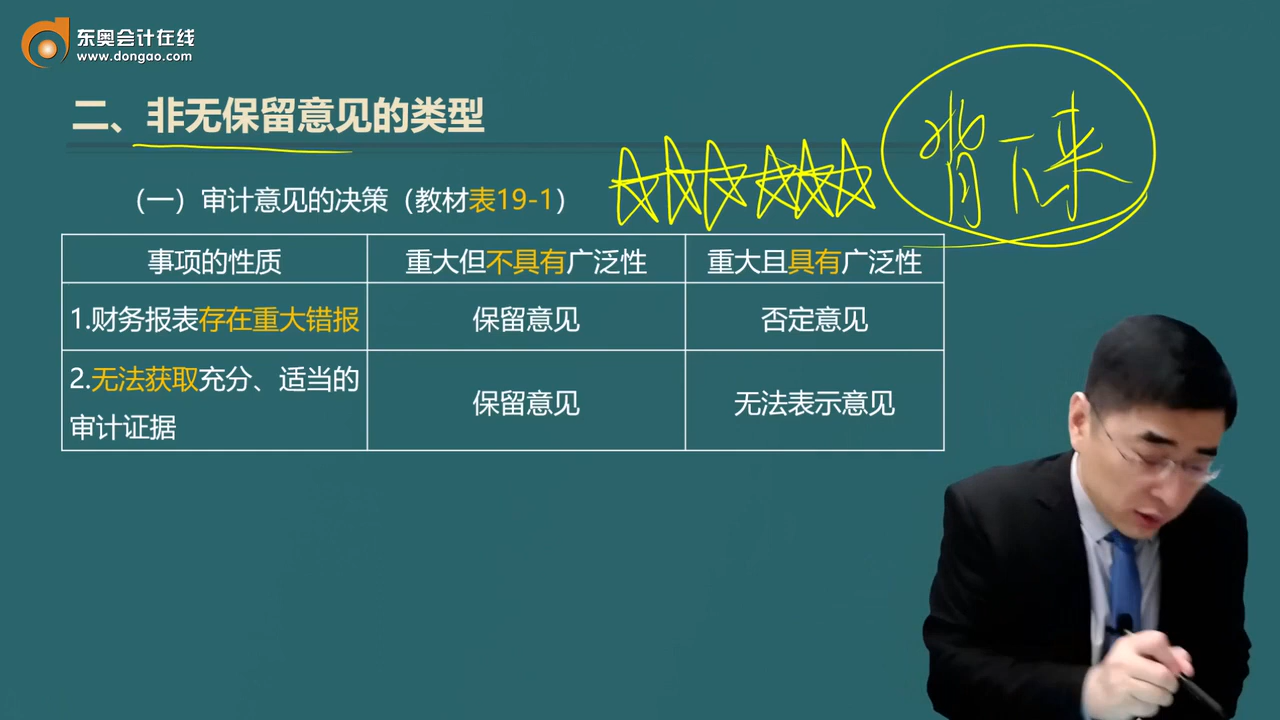 东奥会计在线
www.dongao.com
二、非无保留意见的类型
背下来
（一）审计意见的决策（教材表19-1）
事项的性质 重大但不具有广泛性 重大且具有广泛性
1.财务报表存在重大错报 保留意见 否定意见
2.无法获取充分、适当的
审计证据 保留意见 无法表示意见